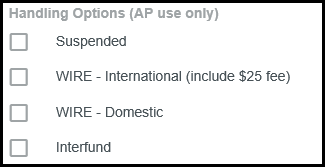 Handling Options (AP use only)
Suspended
WIRE - International (include $25 fee)
WIRE - Domestic
Interfund